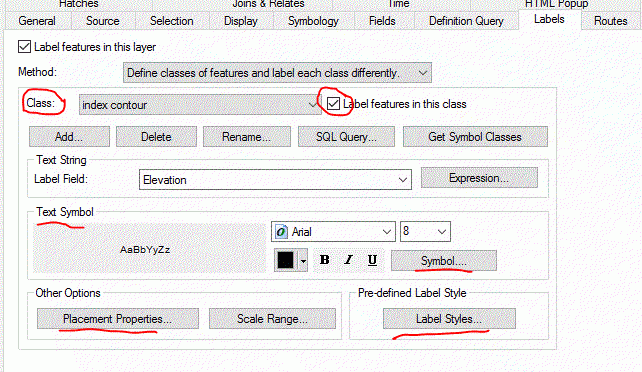 Hatches Joins & Relates Time HTML Popup
General Source Selection Display Symbology Fields Definition Query Labels Routes
Label features in this layer
Method: Define classes of features and label each class differently.
Class: index contour Label features in this class
Add... Delete Rename... SQL Query... Get Symbol Classes
Text String
Label Field: Elevation Expression...
Text Symbol
AaBbYyZz
Arial 8
B I U Symbol...
Other Options Pre-defined Label Style
Placement Properties... Scale Range... Label Styles...